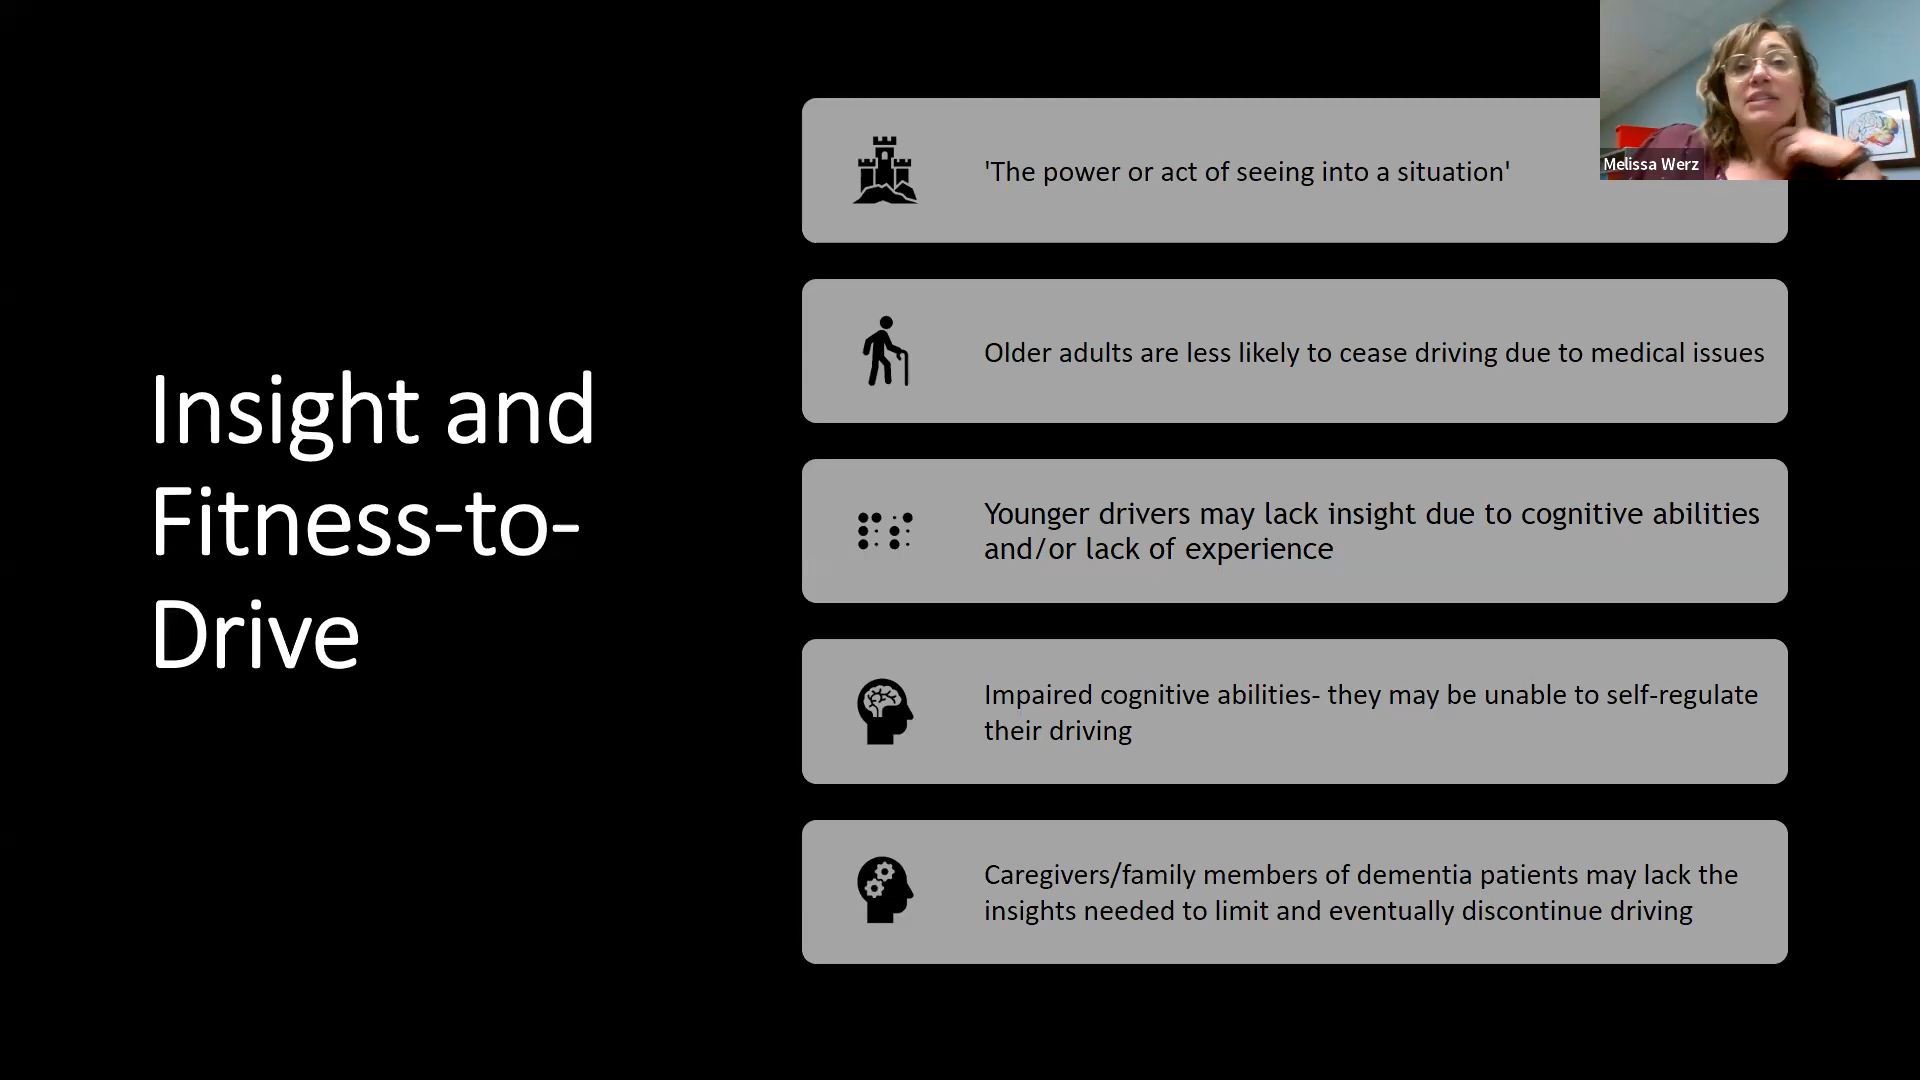 Insight and
Fitness-to-
Drive
'The power or act of seeing into a situation'
Older adults are less likely to cease driving due to medical issues
Younger drivers may lack insight due to cognitive abilities
and/or lack of experience
Impaired cognitive abilities- they may be unable to self-regulate
their driving
Caregivers/family members of dementia patients may lack the
insights needed to limit and eventually discontinue driving
Melissa Werz